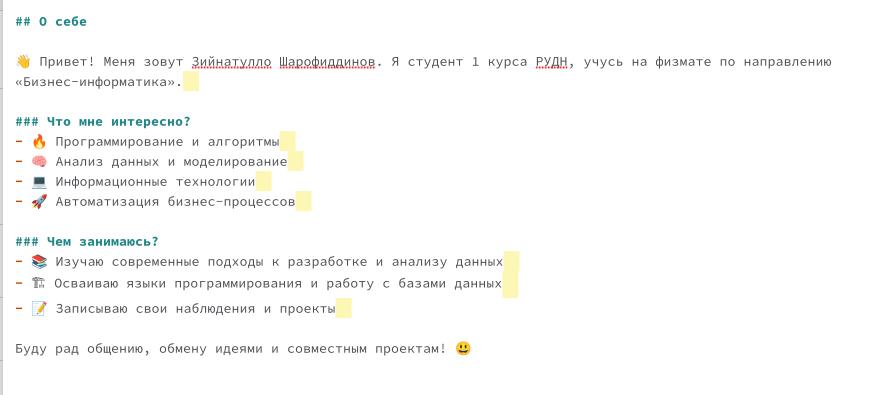 ## О себе
👋 Привет! Меня зовут Зийнатулло Шарофиддинов. Я студент 1 курса РУДН, учусь на физмате по направлению
«Бизнес-информатика».
### Что мне интересно?
- 🔥 Программирование и алгоритмы
- 🧠 Анализ данных и моделирование
- 💻 Информационные технологии
- 🚀 Автоматизация бизнес-процессов
### Чем занимаюсь?
- 📚 Изучаю современные подходы к разработке и анализу данных
- 🏗 Осваиваю языки программирования и работу с базами данных
- 📝 Записываю свои наблюдения и проекты
Буду рад общению, обмену идеями и совместным проектам! 😃